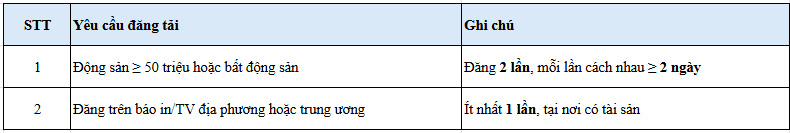 STT Yêu cầu đăng tải Ghi chú
1 Động sản ≥ 50 triệu hoặc bất động sản Đăng 2 lần, mỗi lần cách nhau ≥ 2 ngày
2 Đăng trên báo in/TV địa phương hoặc trung ương Ít nhất 1 lần, tại nơi có tài sản